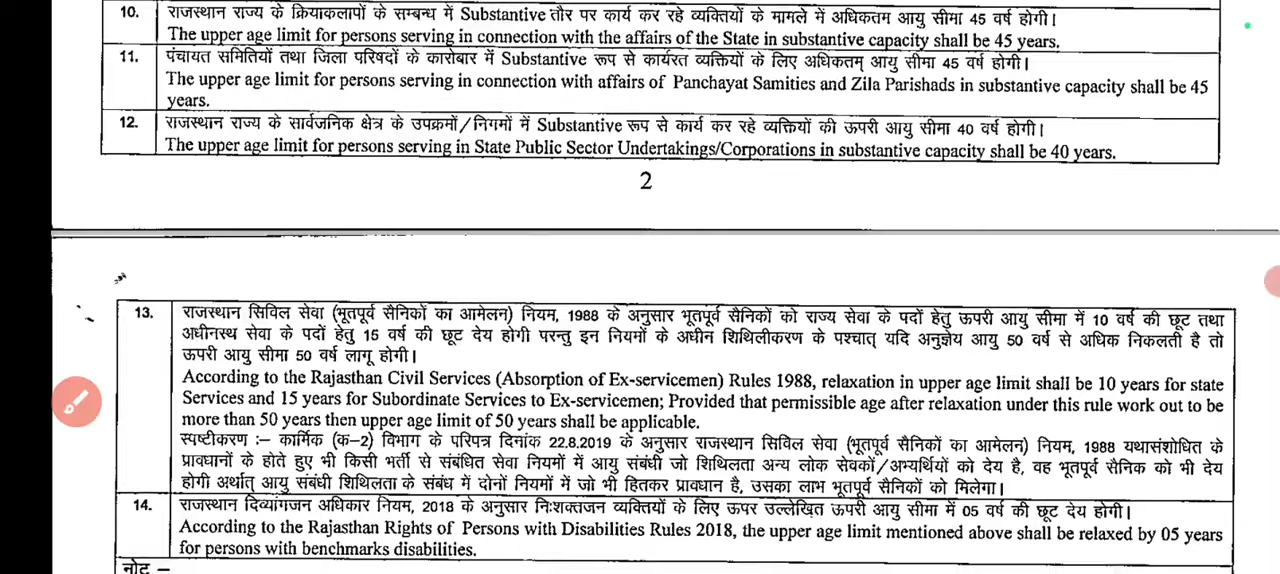 10. राजस्थान राज्य के क्रियाकलापों के सम्बन्ध में Substantive तौर पर कार्य कर रहे व्यक्तियों के मामले में अधिकतम आयु सीमा 45 वर्ष होगी।
The upper age limit for persons serving in connection with the affairs of the State in substantive capacity shall be 45 years.
11. पंचायत समितियों तथा जिला परिषदों के कारोबार में Substantive रूप से कार्यरत व्यक्तियों के लिए अधिकतम् आयु सीमा 45 वर्ष होगी।
The upper age limit for persons serving in connection with affairs of Panchayat Samities and Zila Parishads in substantive capacity shall be 45
years.
12. राजस्थान राज्य के सार्वजनिक क्षेत्र के उपक्रमों/निगमों में Substantive रूप से कार्य कर रहे व्यक्तियों की ऊपरी आयु सीमा 40 वर्ष होगी।
The upper age limit for persons serving in State Public Sector Undertakings/Corporations in substantive capacity shall be 40 years.
2
13. राजस्थान सिविल सेवा (भूतपूर्व सैनिकों का आमेलन) नियम, 1988 के अनुसार भूतपूर्व सैनिकों को राज्य सेवा के पदों हेतु ऊपरी आयु सीमा में 10 वर्ष की छूट तथा
अधीनस्थ सेवा के पदों हेतु 15 वर्ष की छूट देय होगी परन्तु इन नियमों के अधीन शिथिलीकरण के पश्चात् यदि अनुज्ञेय आयु 50 वर्ष से अधिक निकलती है तो
ऊपरी आयु सीमा 50 वर्ष लागू होगी।
According to the Rajasthan Civil Services (Absorption of Ex-servicemen) Rules 1988, relaxation in upper age limit shall be 10 years for state
Services and 15 years for Subordinate Services to Ex-servicemen; Provided that permissible age after relaxation under this rule work out to be
more than 50 years then upper age limit of 50 years shall be applicable.
स्पष्टीकरण :– कार्मिक (क–2) विभाग के परिपत्र दिनांक 22.8.2019 के अनुसार राजस्थान सिविल सेवा (भूतपूर्व सैनिकों का आमेलन) नियम, 1988 यथासंशोधित के
प्रावधानों के होते हुए भी किसी भर्ती से संबंधित सेवा नियमों में आयु संबंधी जो शिथिलता अन्य लोक सेवकों/अभ्यर्थियों को देय है, वह भूतपूर्व सैनिक को भी देय
होगी अर्थात् आयु संबंधी शिथिलता के संबंध में दोनों नियमों में जो भी हितकर प्रावधान है, उसका लाभ भूतपूर्व सैनिकों को मिलेगा।
14. राजस्थान दिव्यांगजन अधिकार नियम, 2018 के अनुसार निःशक्तजन व्यक्तियों के लिए ऊपर उल्लेखित ऊपरी आयु सीमा में 05 वर्ष की छूट देय होगी।
According to the Rajasthan Rights of Persons with Disabilities Rules 2018, the upper age limit mentioned above shall be relaxed by 05 years
for persons with benchmarks disabilities.
नोट –